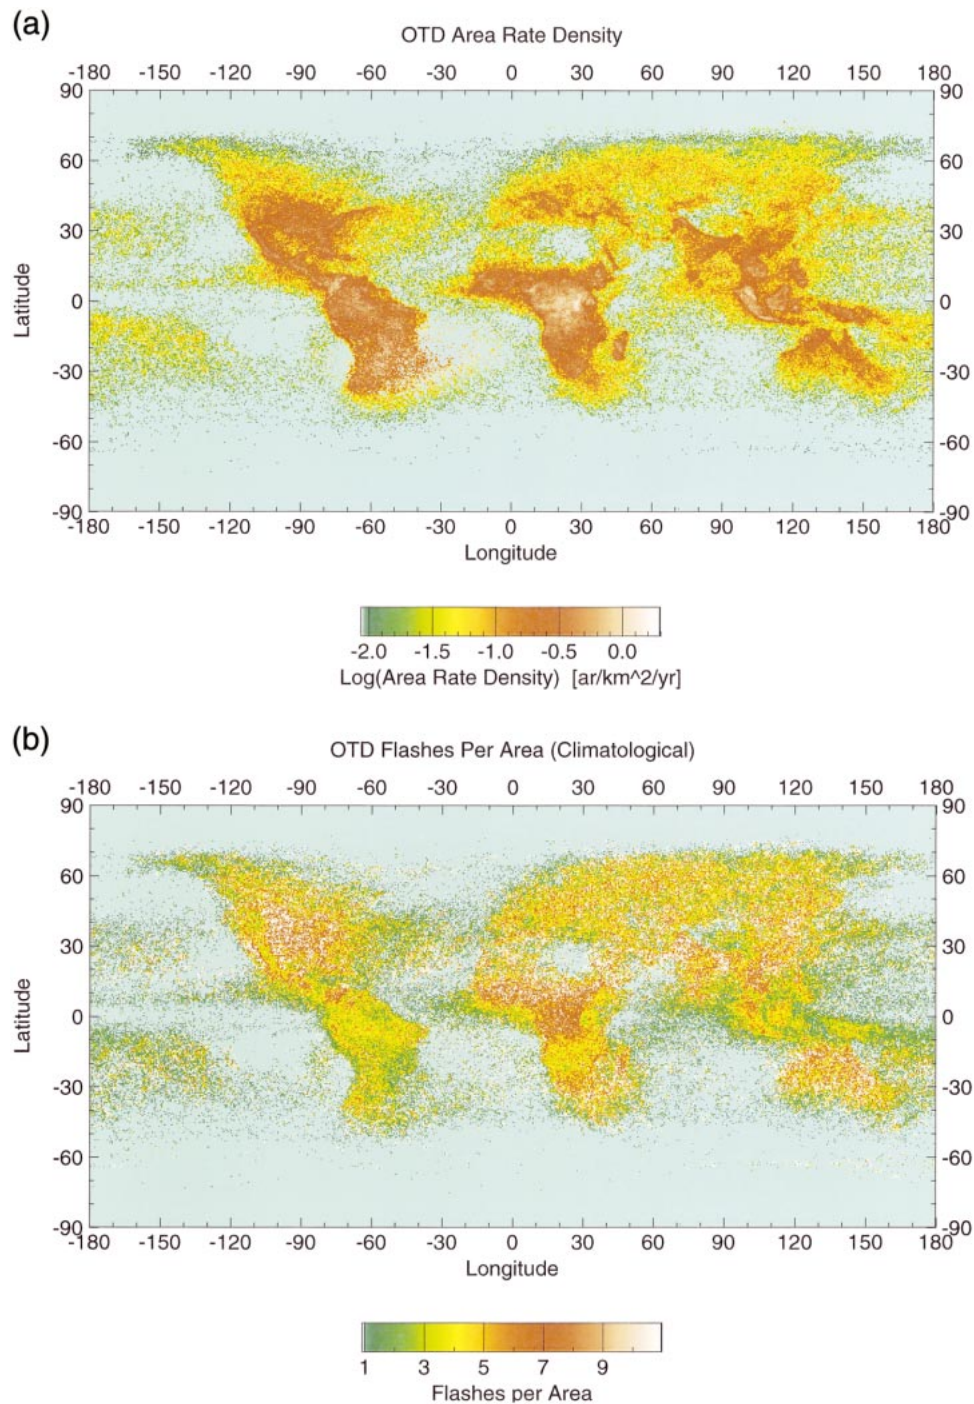 (a)
OTD Area Rate Density
-180 -150 -120 -90 -60 -30 0 30 60 90 120 150 180
90 90
60 60
30 30
Latitude
0 0
-30 -30
-60 -60
-90 -90
-180 -150 -120 -90 -60 -30 0 30 60 90 120 150 180
Longitude
-2.0 -1.5 -1.0 -0.5 0.0
Log(Area Rate Density) [ar/km^2/yr]
(b)
OTD Flashes Per Area (Climatological)
-180 -150 -120 -90 -60 -30 0 30 60 90 120 150 180
90 90
60 60
30 30
Latitude
0 0
-30 -30
-60 -60
-90 -90
-180 -150 -120 -90 -60 -30 0 30 60 90 120 150 180
Longitude
1 3 5 7 9
Flashes per Area